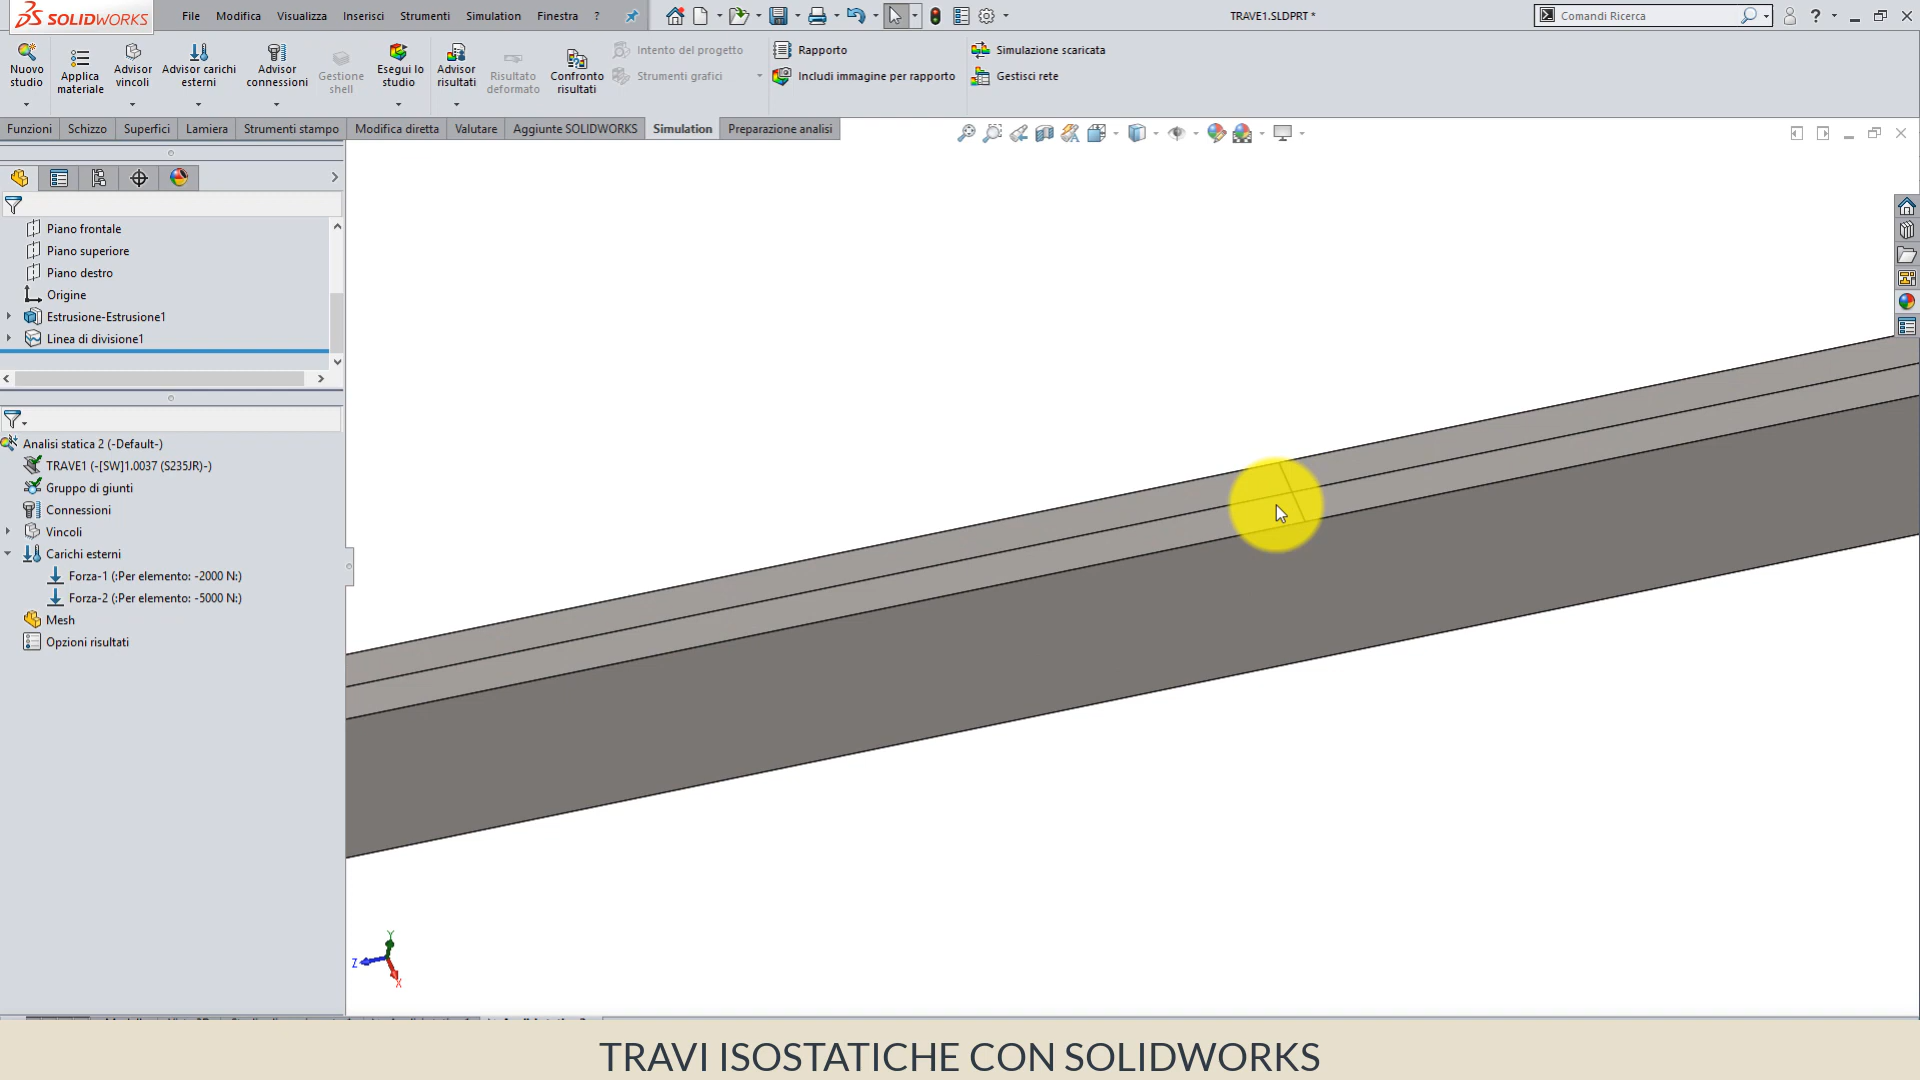 SOLIDWORKS
File Modifica Visualizza Inserisci Strumenti Simulation Finestra ?
TRAVE1.SLDPRT *
Comandi Ricerca
Nuovo studio
Applica materiale
Advisor vincoli
Advisor carichi esterni
Advisor connessioni
Gestione shell
Esegui lo studio
Advisor risultati
Risultato deformato
Confronto risultati
Intento del progetto
Strumenti grafici
Rapporto
Includi immagine per rapporto
Simulazione scaricata
Gestisci rete
Funzioni Schizzo Superfici Lamiera Strumenti stampo Modifica diretta Valutare Aggiunte SOLIDWORKS Simulation Preparazione analisi
Piano frontale
Piano superiore
Piano destro
Origine
Estrusione-Estrusione1
Linea di divisione1
Analisi statica 2 (-Default-)
TRAVE1 (-[SW]1.0037 (S235JR)-)
Gruppo di giunti
Connessioni
Vincoli
Carichi esterni
Forza-1 (:Per elemento: -2000 N:)
Forza-2 (:Per elemento: -5000 N:)
Mesh
Opzioni risultati
Y
Z
X
TRAVI ISOSTATICHE CON SOLIDWORKS